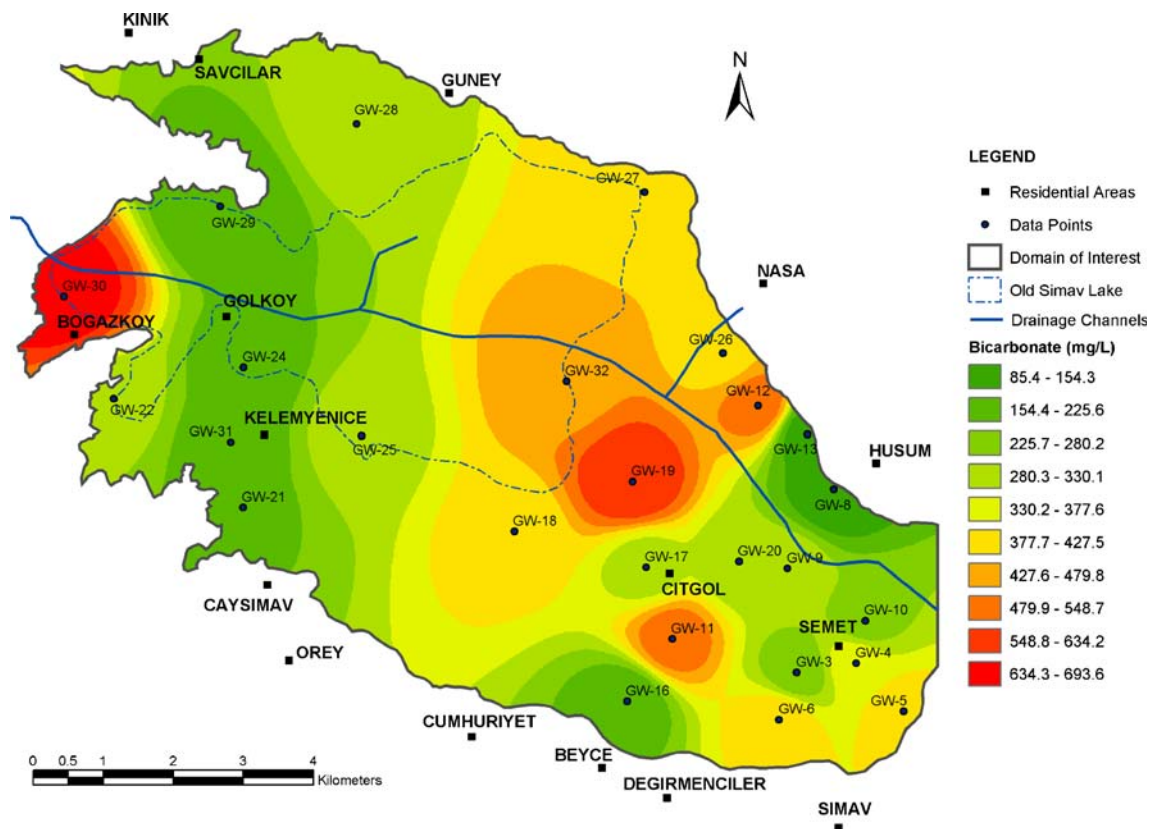 KINIK
SAVCILAR
GUNEY
N
GW-28
GW-27
GW-29
NASA
GW-30
GOLKOY
BOGAZKOY
GW-26
GW-24
GW-32
GW-12
GW-22
KELEMYENICE
GW-31
GW-25
GW-13
HUSUM
GW-19
GW-8
GW-21
GW-18
GW-17
GW-20
GW-9
CITGOL
CAYSIMAV
GW-10
SEMET
GW-11
OREY
GW-4
GW-3
GW-16
GW-6
GW-5
CUMHURIYET
BEYCE
DEGIRMENCILER
SIMAV
0 0.5 1 2 3 4
Kilometers
LEGEND
Residential Areas
Data Points
Domain of Interest
Old Simav Lake
Drainage Channels
Bicarbonate (mg/L)
85.4 - 154.3
154.4 - 225.6
225.7 - 280.2
280.3 - 330.1
330.2 - 377.6
377.7 - 427.5
427.6 - 479.8
479.9 - 548.7
548.8 - 634.2
634.3 - 693.6